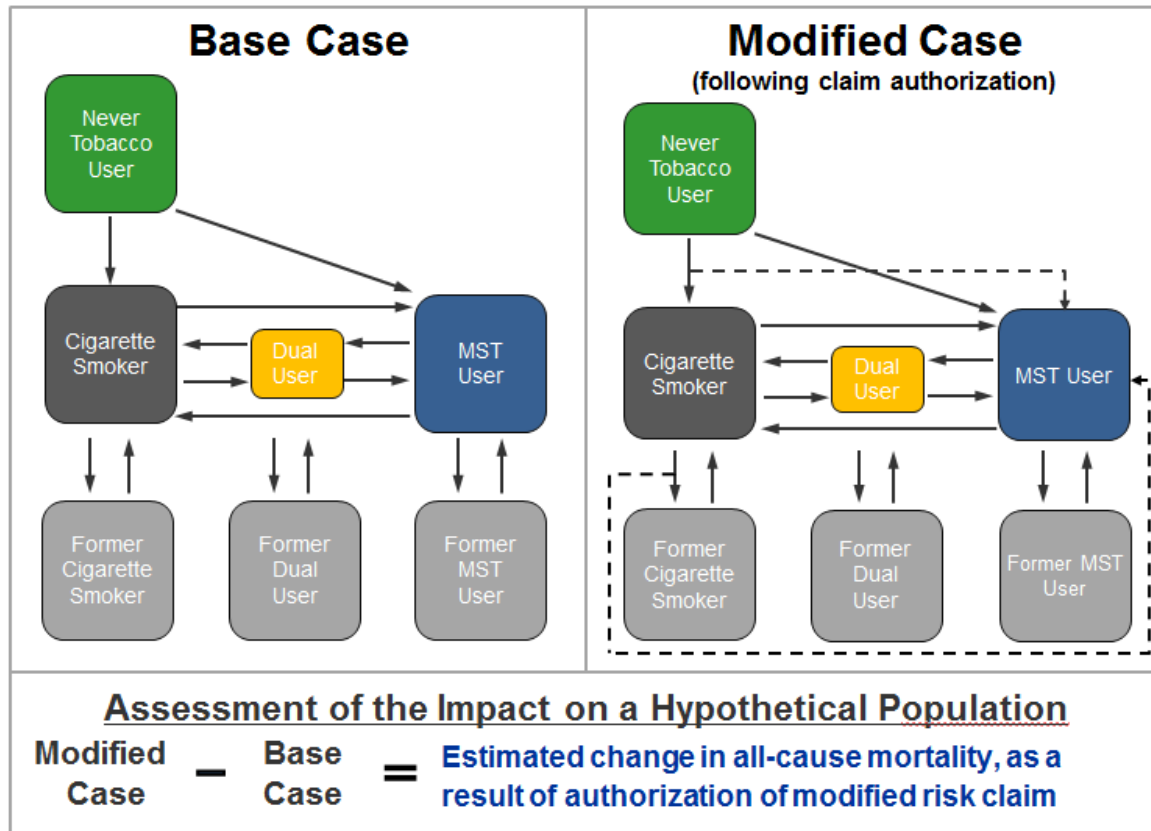 Base Case
Never
Tobacco
User
Cigarette
Smoker
Dual
User
MST
User
Former
Cigarette
Smoker
Former
Dual
User
Former
MST
User
Modified Case
(following claim authorization)
Never
Tobacco
User
Cigarette
Smoker
Dual
User
MST User
Former
Cigarette
Smoker
Former
Dual
User
Former MST
User
Assessment of the Impact on a Hypothetical Population
Modified
Case
–
Base
Case
=
Estimated change in all-cause mortality, as a
result of authorization of modified risk claim